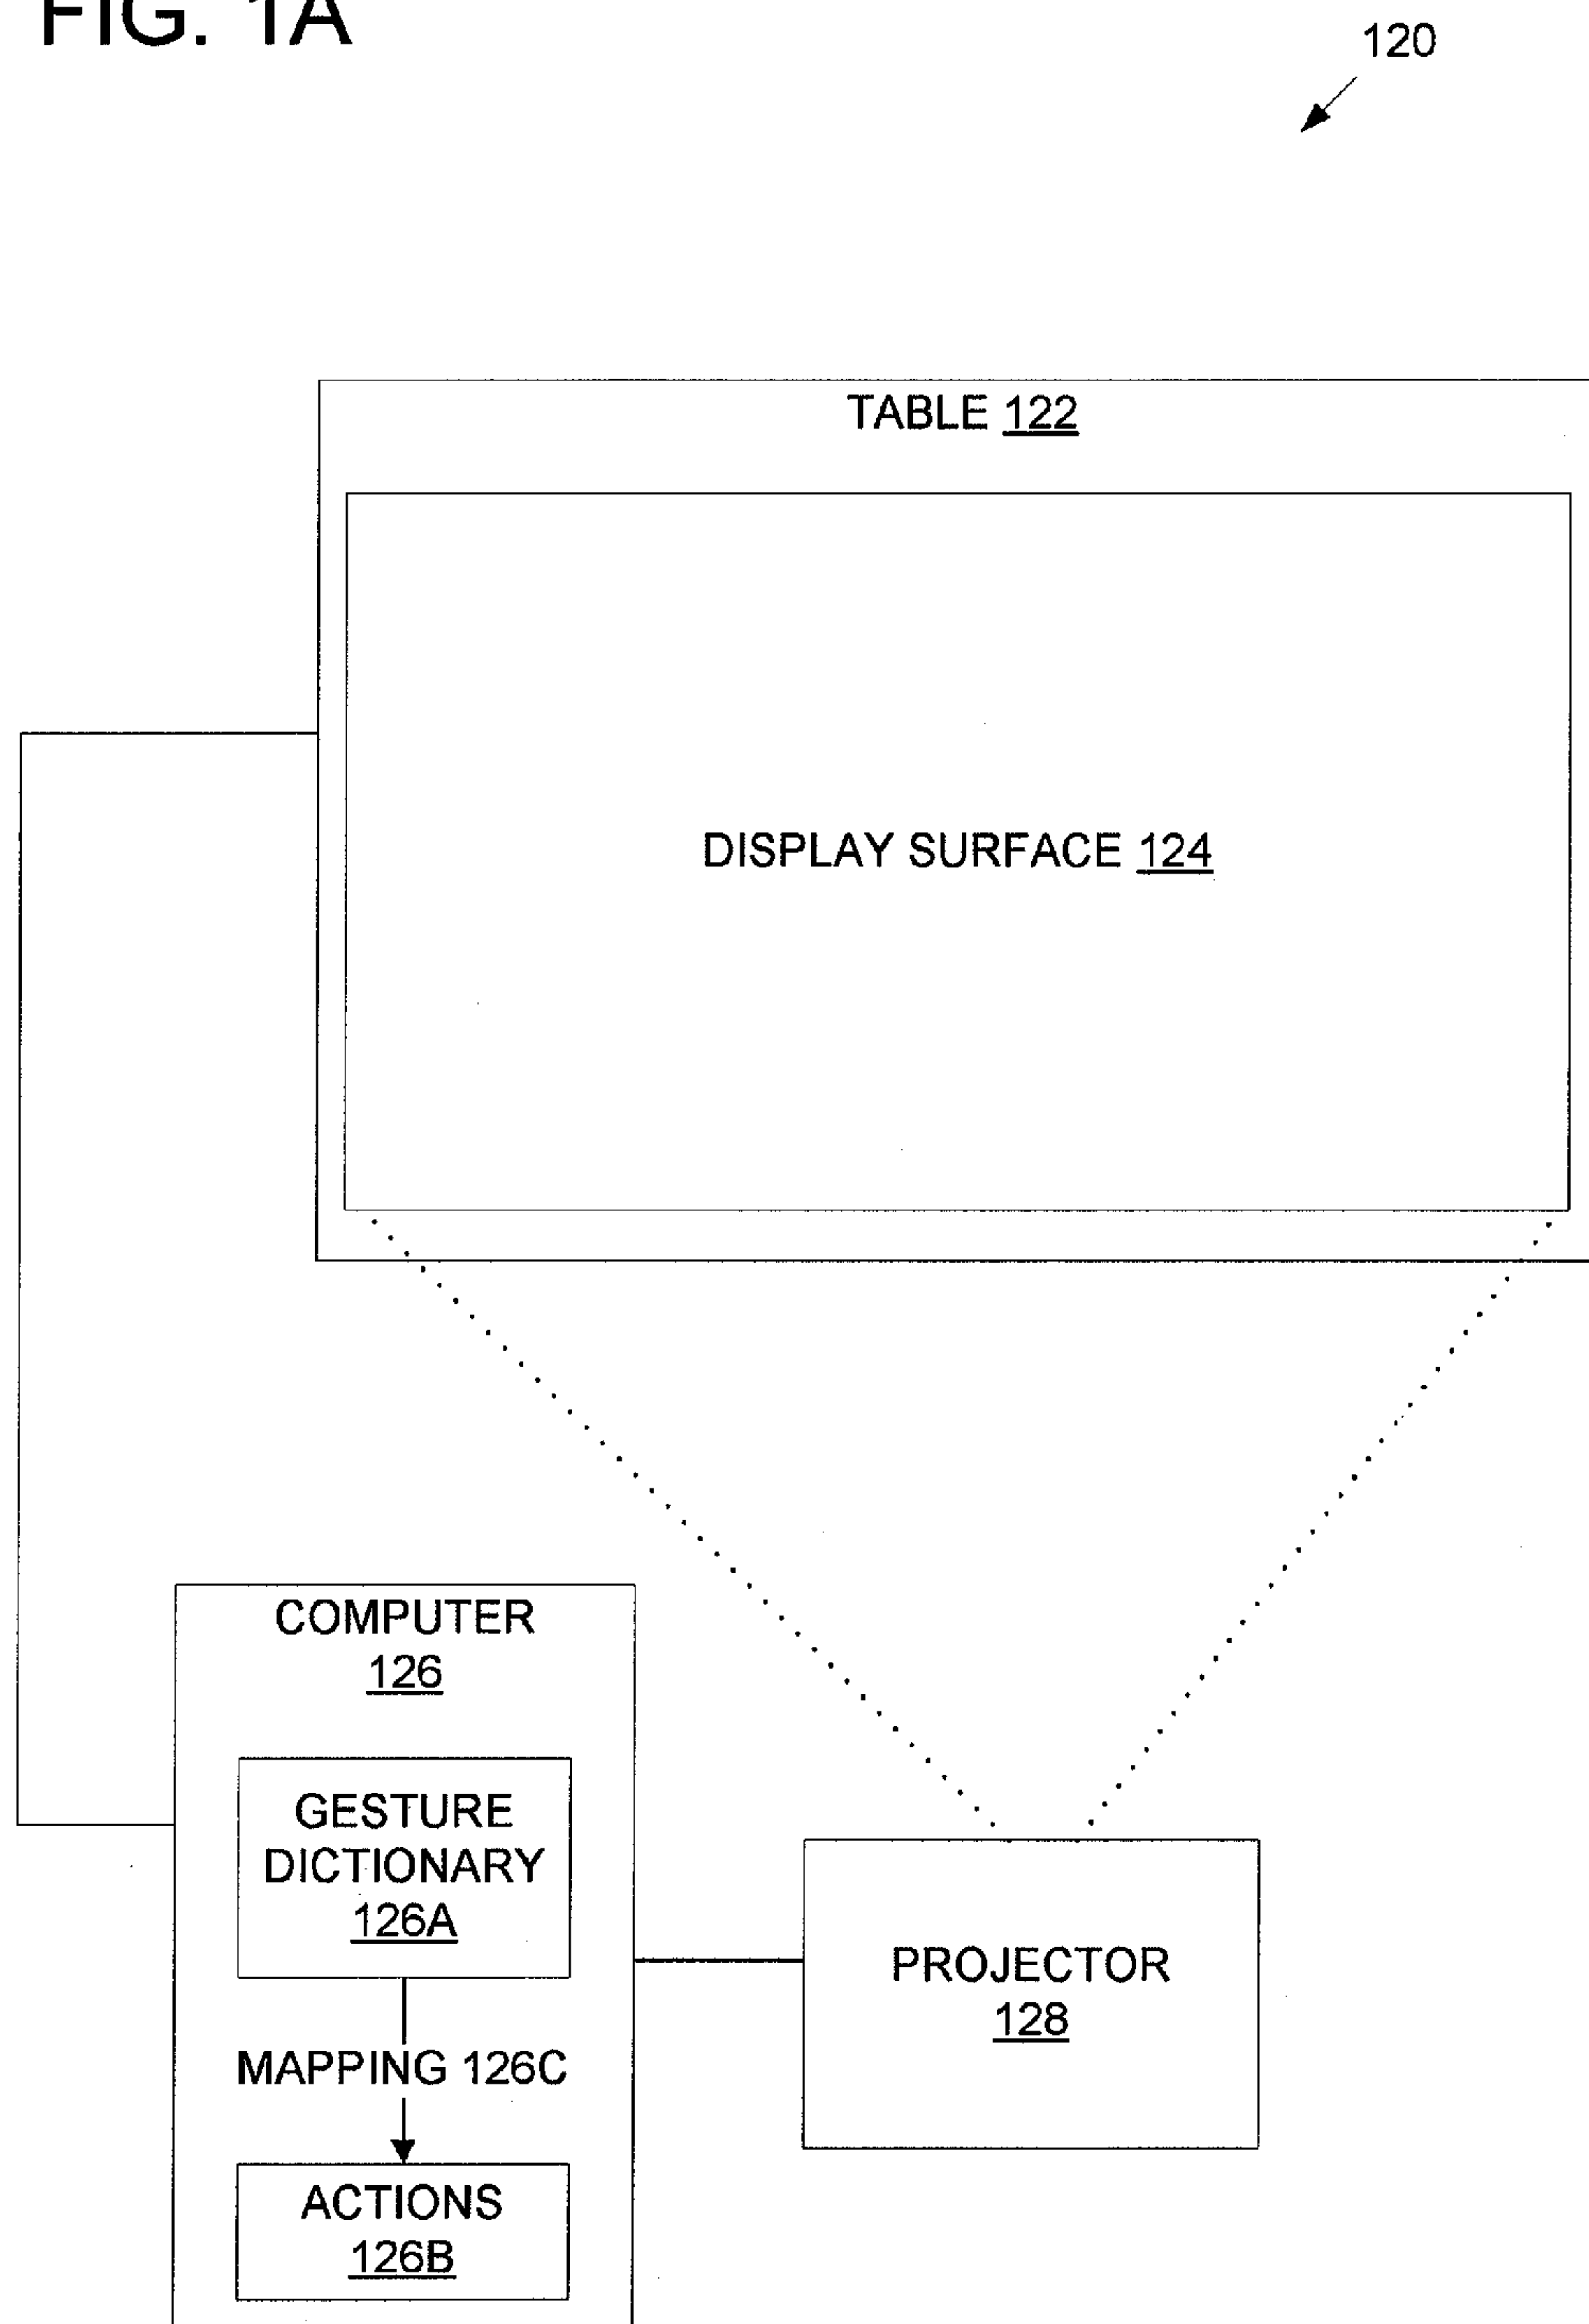 FIG. 1A
120
TABLE 122
DISPLAY SURFACE 124
COMPUTER
126
GESTURE
DICTIONARY
126A
MAPPING 126C
ACTIONS
126B
PROJECTOR
128